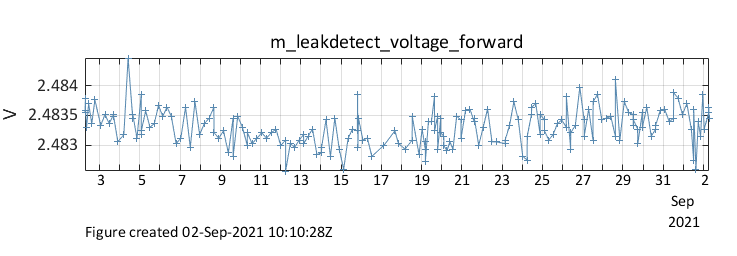 m_leakdetect_voltage_forward
2.484
2.4835
2.483
V
3 5 7 9 11 13 15 17 19 21 23 25 27 29 31 2
Sep
2021
Figure created 02-Sep-2021 10:10:28Z